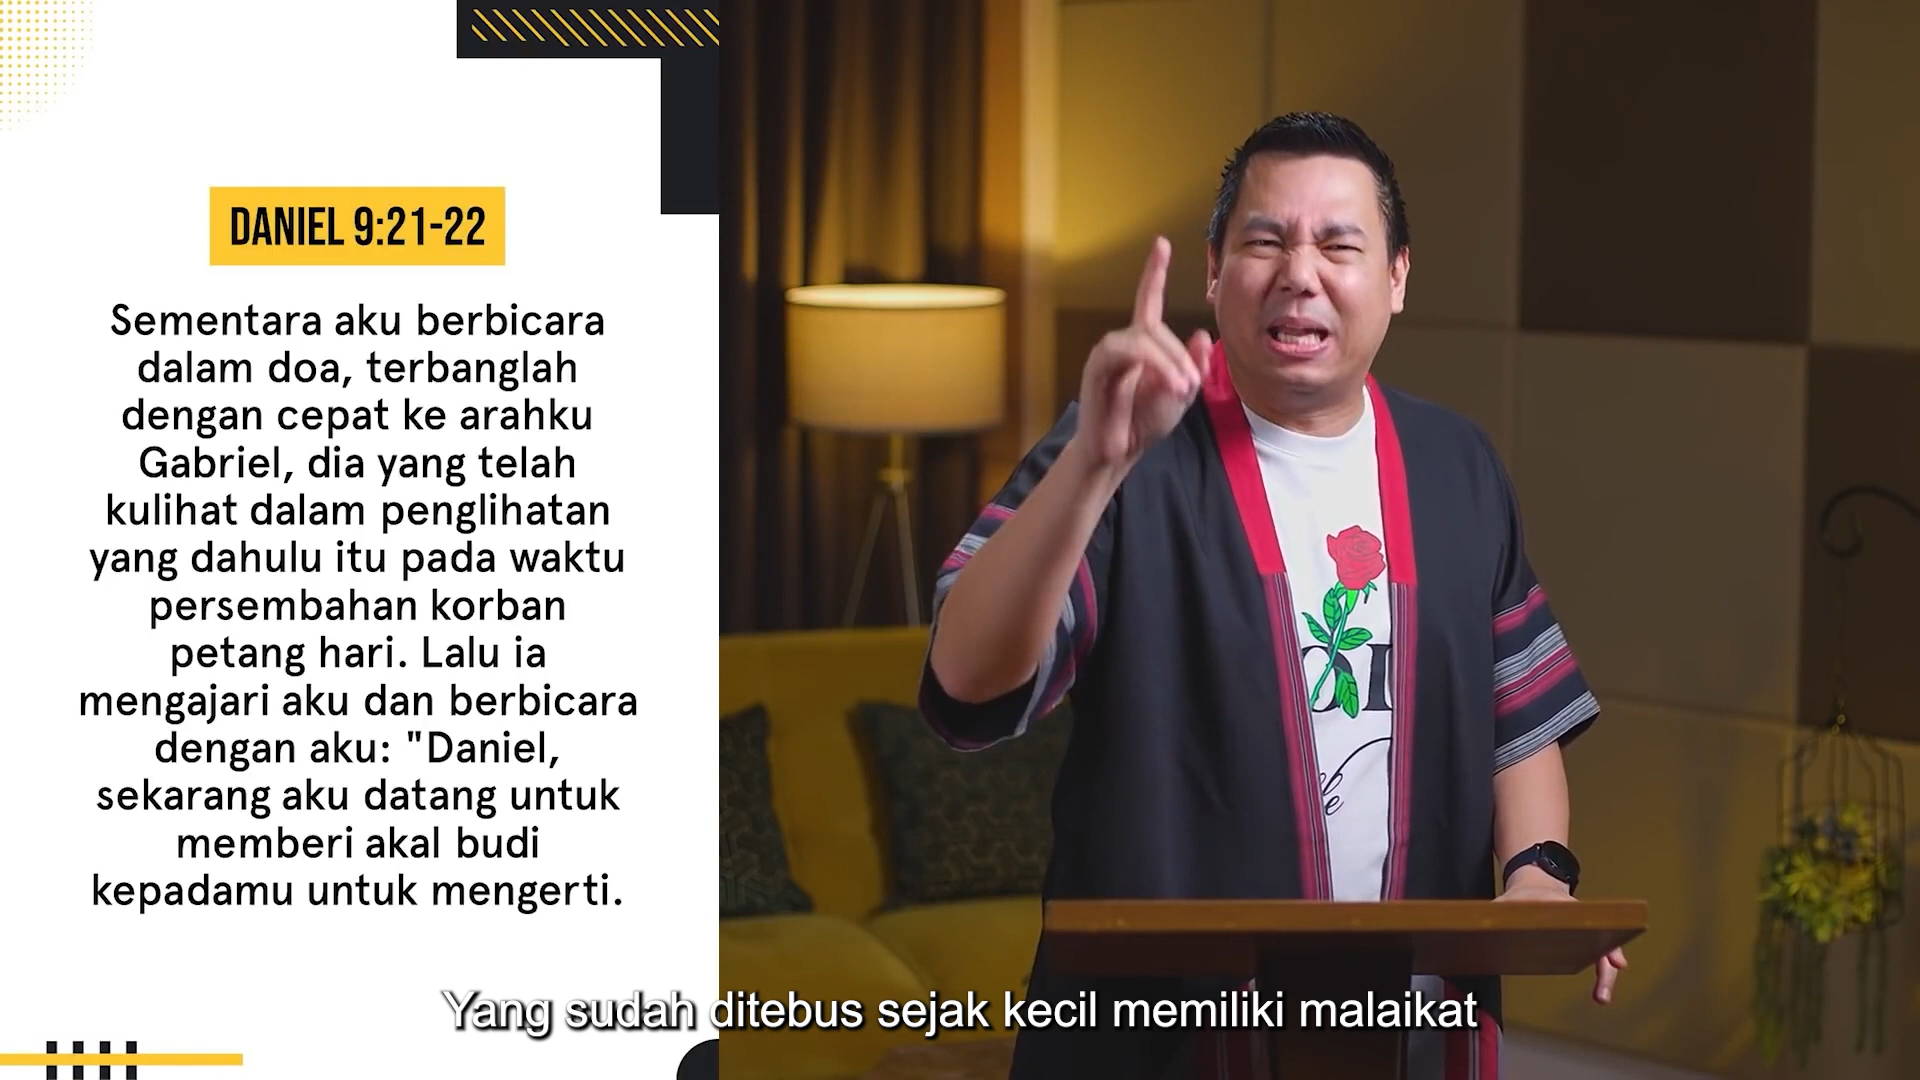 DANIEL 9:21-22
Sementara aku berbicara
dalam doa, terbanglah
dengan cepat ke arahku
Gabriel, dia yang telah
kulihat dalam penglihatan
yang dahulu itu pada waktu
persembahan korban
petang hari. Lalu ia
mengajari aku dan berbicara
dengan aku: "Daniel,
sekarang aku datang untuk
memberi akal budi
kepadamu untuk mengerti.
Yang sudah ditebus sejak kecil memiliki malaikat